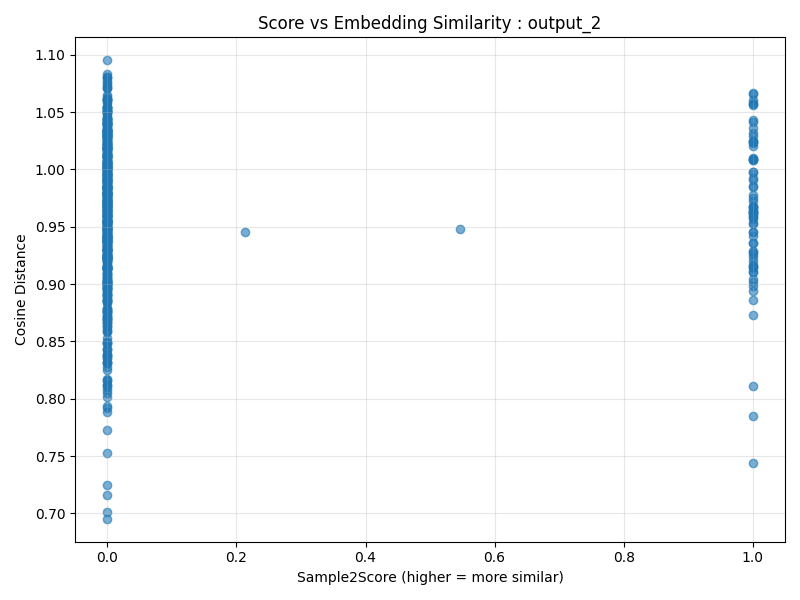 Score vs Embedding Similarity : output_2
1.10
1.05
1.00
0.95
0.90
0.85
0.80
0.75
0.70
Cosine Distance
0.0 0.2 0.4 0.6 0.8 1.0
Sample2Score (higher = more similar)